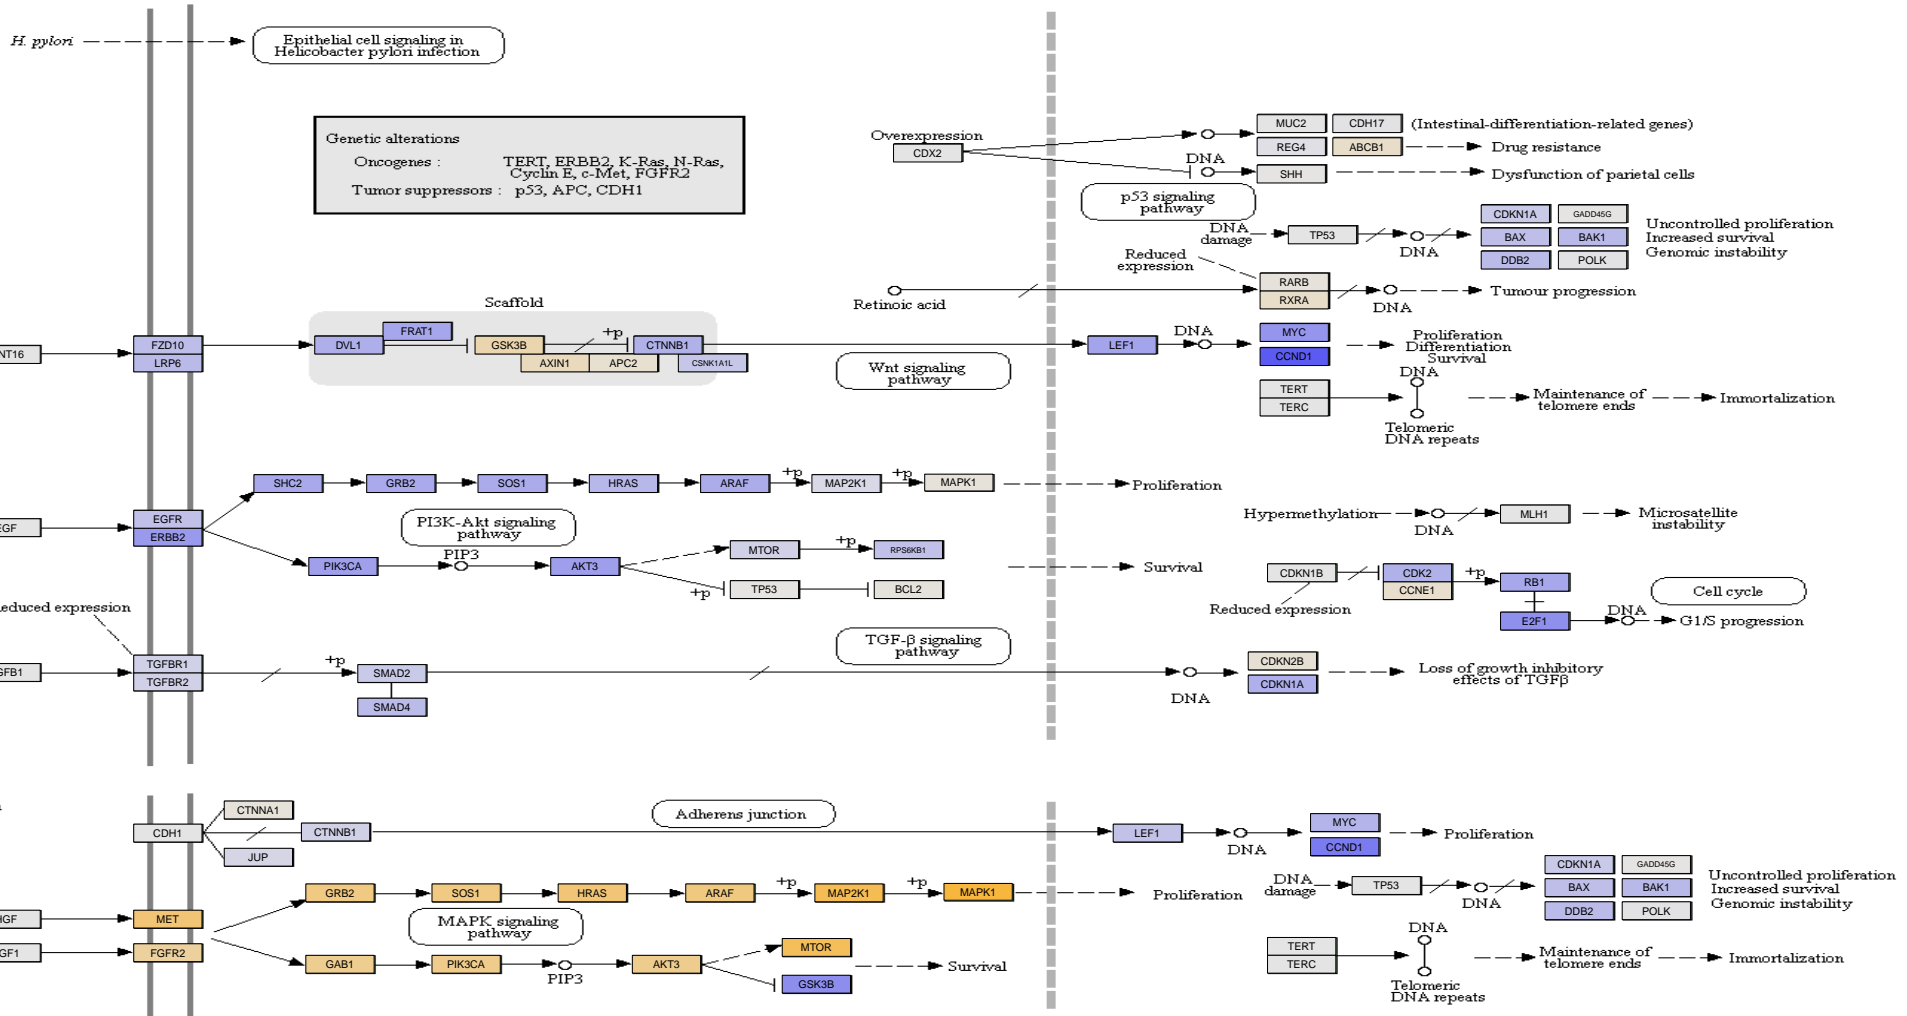 H. pylori
Epithelial cell signaling in
Helicobacter pylori infection
Genetic alterations
Oncogenes :
TERT, ERBB2, K-Ras, N-Ras,
Cyclin E, c-Met, FGFR2
Tumor suppressors : p53, APC, CDH1
Overexpression
CDX2
MUC2
CDH17
(Intestinal-differentiation-related genes)
REG4
ABCB1
Drug resistance
DNA
SHH
Dysfunction of parietal cells
p53 signaling
pathway
DNA
damage
TP53
DNA
CDKN1A
GADD45G
BAX
BAK1
DDB2
POLK
Uncontrolled proliferation
Increased survival
Genomic instability
Reduced
expression
Retinoic acid
RARB
RXRA
DNA
Tumour progression
Scaffold
NT16
FZD10
LRP6
DVL1
FRAT1
GSK3B
+p
CTNNB1
AXIN1
APC2
CSNK1A1L
Wnt signaling
pathway
LEF1
DNA
MYC
CCND1
Proliferation
Differentiation
Survival
TERT
TERC
DNA
Telomeric
DNA repeats
Maintenance of
telomere ends
Immortalization
EGF
EGFR
ERBB2
SHC2
GRB2
SOS1
HRAS
ARAF
+p
MAP2K1
+p
MAPK1
Proliferation
PI3K-Akt signaling
pathway
PIK3CA
PIP3
AKT3
MTOR
+p
RPS6KB1
+p
TP53
BCL2
Survival
Hypermethylation
DNA
MLH1
Microsatellite
instability
CDKN1B
Reduced expression
CDK2
CCNE1
+p
RB1
E2F1
DNA
Cell cycle
G1/S progression
educed expression
GFB1
TGFBR1
TGFBR2
+p
SMAD2
SMAD4
TGF-β signaling
pathway
DNA
CDKN2B
CDKN1A
Loss of growth inhibitory
effects of TGFβ
CDH1
CTNNA1
CTNNB1
JUP
Adherens junction
LEF1
DNA
MYC
CCND1
Proliferation
HGF
MET
GF1
FGFR2
GRB2
SOS1
HRAS
ARAF
+p
MAP2K1
+p
MAPK1
Proliferation
MAPK signaling
pathway
GAB1
PIK3CA
PIP3
AKT3
MTOR
GSK3B
Survival
DNA
damage
TP53
DNA
CDKN1A
GADD45G
BAX
BAK1
DDB2
POLK
Uncontrolled proliferation
Increased survival
Genomic instability
TERT
TERC
DNA
Telomeric
DNA repeats
Maintenance of
telomere ends
Immortalization